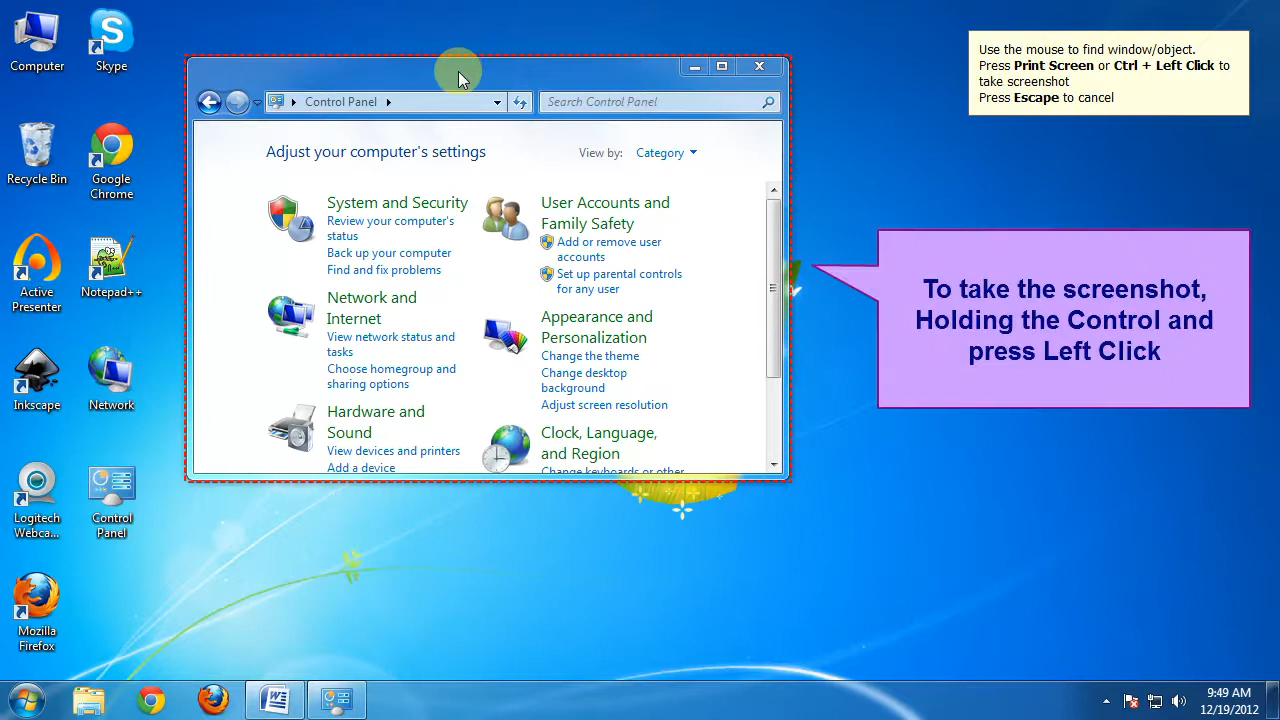 Computer
Skype
Recycle Bin
Google
Chrome
Active
Presenter
Notepad++
Inkscape
Network
Logitech
Webca...
Control
Panel
Mozilla
Firefox
Control Panel
Search Control Panel
Adjust your computer's settings
View by: Category
System and Security
Review your computer's
status
Back up your computer
Find and fix problems
Network and
Internet
View network status and
tasks
Choose homegroup and
sharing options
Hardware and
Sound
View devices and printers
Add a device
User Accounts and
Family Safety
Add or remove user
accounts
Set up parental controls
for any user
Appearance and
Personalization
Change the theme
Change desktop
background
Adjust screen resolution
Clock, Language,
and Region
Change keyboards or other
Use the mouse to find window/object.
Press Print Screen or Ctrl + Left Click to
take screenshot
Press Escape to cancel
To take the screenshot,
Holding the Control and
press Left Click
9:49 AM
12/19/2012